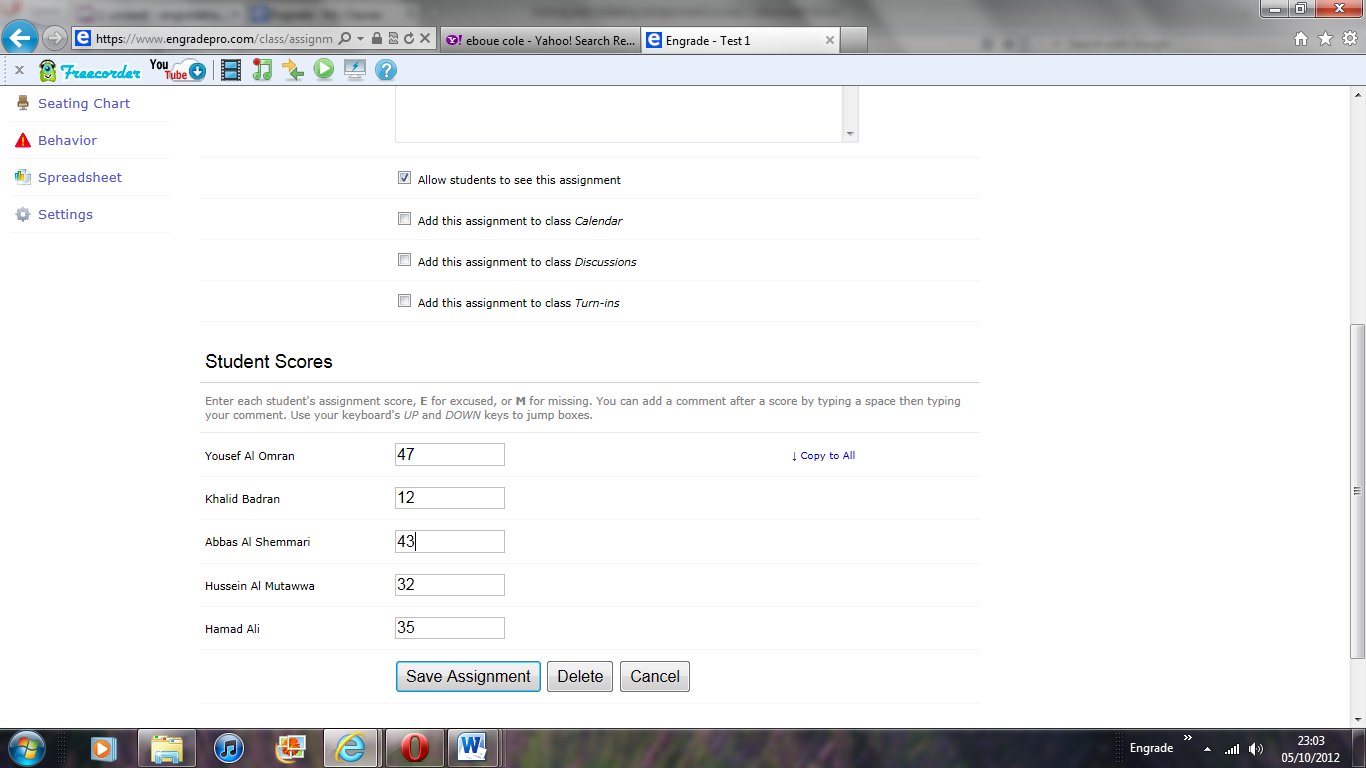 https://www.engradepro.com/class/assignm
eboue cole - Yahoo! Search Re...
Engrade - Test 1
Freecorder
You
Tube
Seating Chart
Behavior
Spreadsheet
Settings
Allow students to see this assignment
Add this assignment to class Calendar
Add this assignment to class Discussions
Add this assignment to class Turn-ins
Student Scores
Enter each student's assignment score, E for excused, or M for missing. You can add a comment after a score by typing a space then typing
your comment. Use your keyboard's UP and DOWN keys to jump boxes.
Yousef Al Omran 47 ↓ Copy to All
Khalid Badran 12
Abbas Al Shemmari 43
Hussein Al Mutawwa 32
Hamad Ali 35
Save Assignment Delete Cancel
Engrade
23:03
05/10/2012